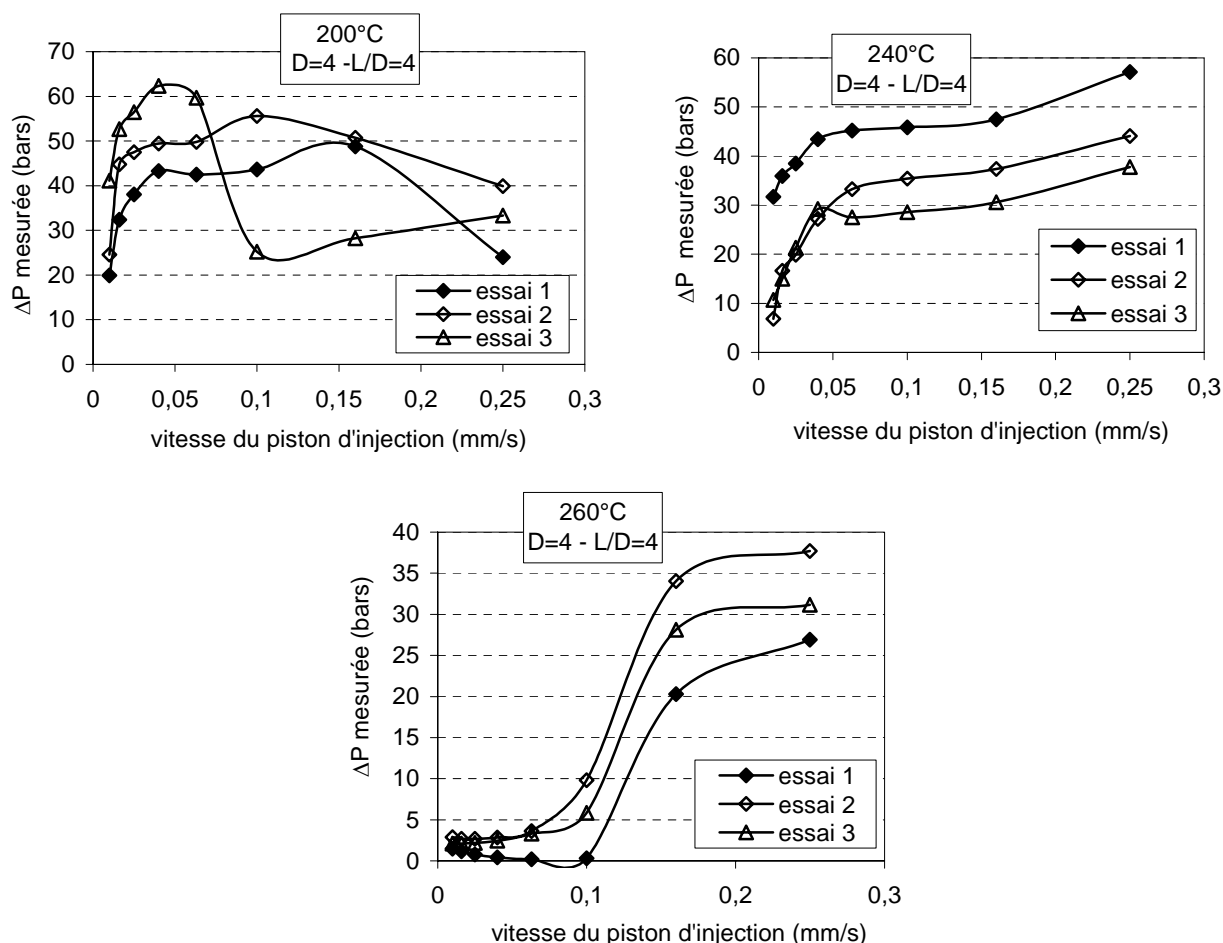 200°C
D=4 -L/D=4
70
60
50
40
30
20
10
0
ΔP mesurée (bars)
essai 1
essai 2
essai 3
0 0,05 0,1 0,15 0,2 0,25 0,3
vitesse du piston d'injection (mm/s)
240°C
D=4 - L/D=4
60
50
40
30
20
10
0
ΔP mesurée (bars)
essai 1
essai 2
essai 3
0 0,05 0,1 0,15 0,2 0,25 0,3
vitesse du piston d'injection (mm/s)
260°C
D=4 - L/D=4
40
35
30
25
20
15
10
5
0
ΔP mesurée (bars)
essai 1
essai 2
essai 3
0 0,1 0,2 0,3
vitesse du piston d'injection (mm/s)